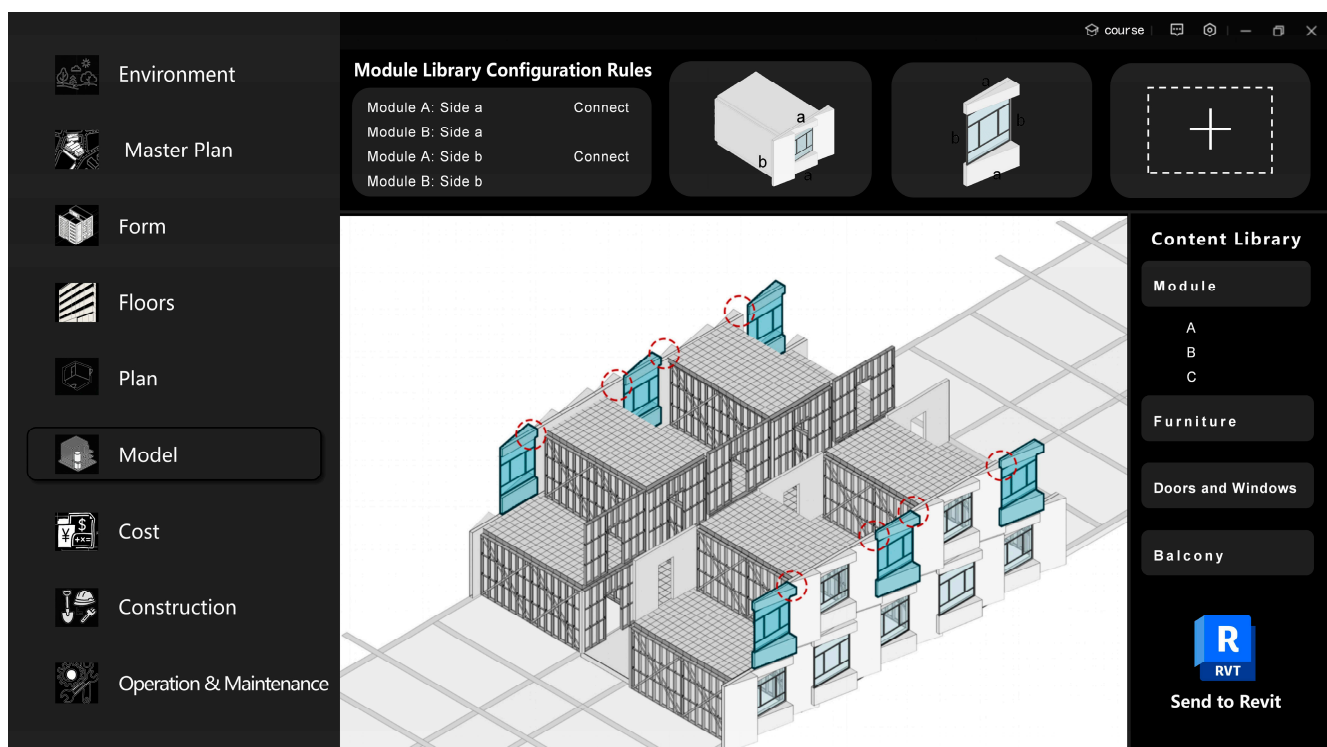 course
Environment
Master Plan
Form
Floors
Plan
Model
Cost
Construction
Operation & Maintenance
Module Library Configuration Rules
Module A: Side a Connect
Module B: Side a
Module A: Side b Connect
Module B: Side b
a
b
a
a
b
b
a
Content Library
Module
A
B
C
Furniture
Doors and Windows
Balcony
R
RVT
Send to Revit
$
¥